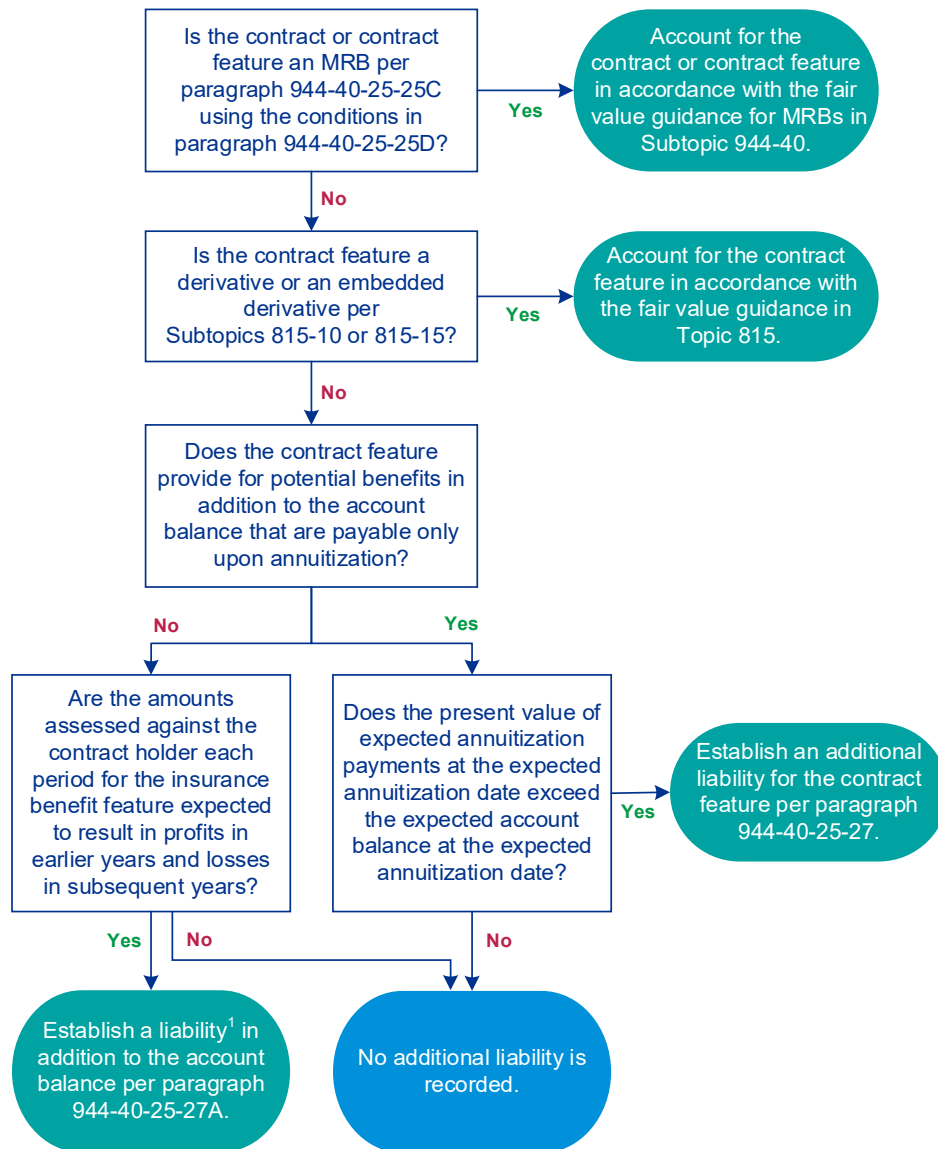 Is the contract or contract
feature an MRB per
paragraph 944-40-25-25C
using the conditions in
paragraph 944-40-25-25D?
Yes
Account for the
contract or contract feature
in accordance with the fair
value guidance for MRBs in
Subtopic 944-40.
No
Is the contract feature a
derivative or an embedded
derivative per
Subtopics 815-10 or 815-15?
Yes
Account for the contract
feature in accordance with
the fair value guidance in
Topic 815.
No
Does the contract feature
provide for potential benefits in
addition to the account
balance that are payable only
upon annuitization?
No
Yes
Are the amounts
assessed against the
contract holder each
period for the insurance
benefit feature expected
to result in profits in
earlier years and losses
in subsequent years?
Does the present value of
expected annuitization
payments at the expected
annuitization date exceed
the expected account
balance at the expected
annuitization date?
Yes
Establish an additional
liability for the contract
feature per paragraph
944-40-25-27.
Yes
No
No
Establish a liability¹ in
addition to the account
balance per paragraph
944-40-25-27A.
No additional liability is
recorded.